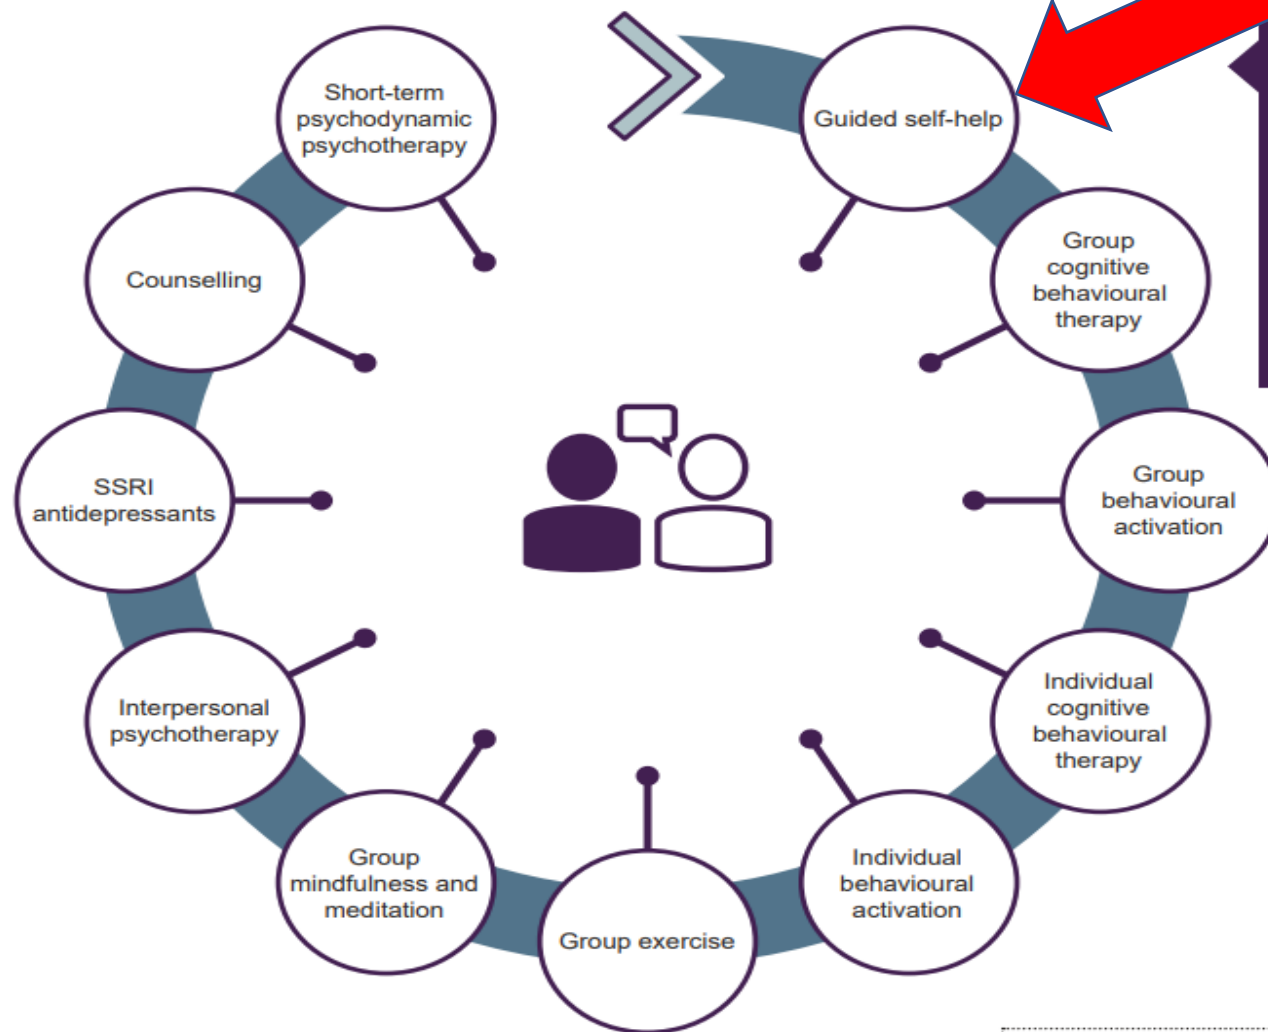 Guided self-help
Group
cognitive
behavioural
therapy
Group
behavioural
activation
Individual
cognitive
behavioural
therapy
Individual
behavioural
activation
Group exercise
Group
mindfulness and
meditation
Interpersonal
psychotherapy
SSRI
antidepressants
Counselling
Short-term
psychodynamic
psychotherapy